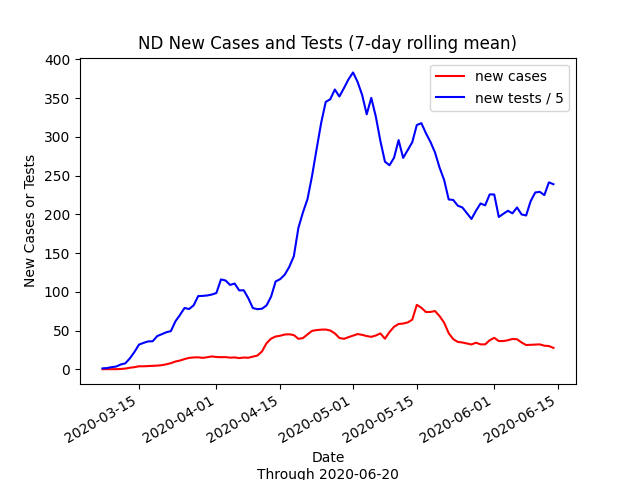 ND New Cases and Tests (7-day rolling mean)
new cases
new tests / 5
New Cases or Tests
400
350
300
250
200
150
100
50
0
2020-03-15
2020-04-01
2020-04-15
2020-05-01
2020-05-15
2020-06-01
2020-06-15
Date
Through 2020-06-20